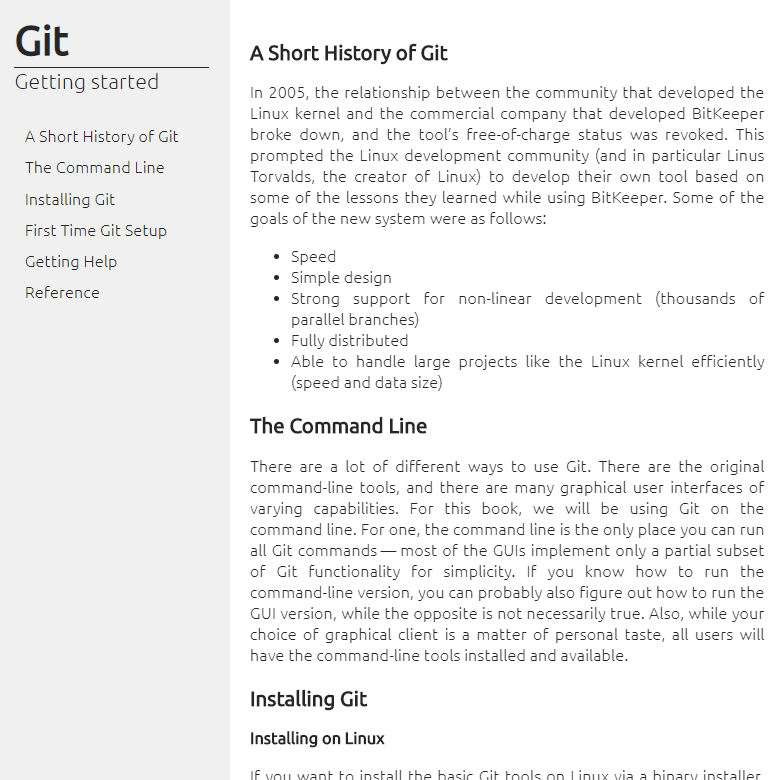 Git
Getting started
A Short History of Git
The Command Line
Installing Git
First Time Git Setup
Getting Help
Reference
A Short History of Git
In 2005, the relationship between the community that developed the
Linux kernel and the commercial company that developed BitKeeper
broke down, and the tool’s free-of-charge status was revoked. This
prompted the Linux development community (and in particular Linus
Torvalds, the creator of Linux) to develop their own tool based on
some of the lessons they learned while using BitKeeper. Some of the
goals of the new system were as follows:
• Speed
• Simple design
• Strong support for non-linear development (thousands of
parallel branches)
• Fully distributed
• Able to handle large projects like the Linux kernel efficiently
(speed and data size)
The Command Line
There are a lot of different ways to use Git. There are the original
command-line tools, and there are many graphical user interfaces of
varying capabilities. For this book, we will be using Git on the
command line. For one, the command line is the only place you can run
all Git commands — most of the GUIs implement only a partial subset
of Git functionality for simplicity. If you know how to run the
command-line version, you can probably also figure out how to run the
GUI version, while the opposite is not necessarily true. Also, while your
choice of graphical client is a matter of personal taste, all users will
have the command-line tools installed and available.
Installing Git
Installing on Linux
If you want to install the basic Git tools on Linux via a binary installer,